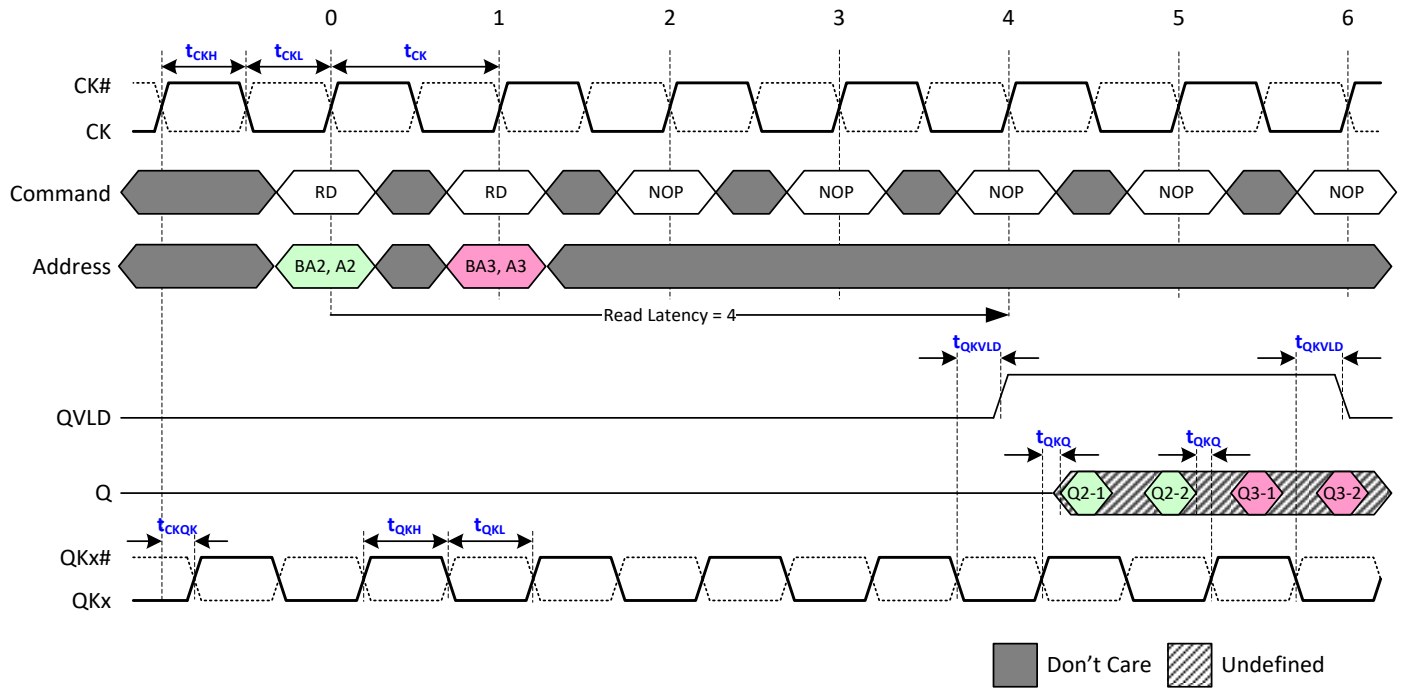 0 1 2 3 4 5 6
tCKH tCKL tCK
CK#
CK
Command RD RD NOP NOP NOP NOP NOP
Address BA2, A2 BA3, A3
Read Latency = 4
tQKVLD tQKVLD
QVLD
tQKQ tQKQ
Q Q2-1 Q2-2 Q3-1 Q3-2
tCKQK tQKH tQKL
QKx#
QKx
Don't Care Undefined